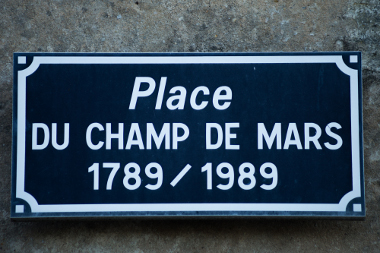 Place
DU CHAMP DE MARS
1789 / 1989